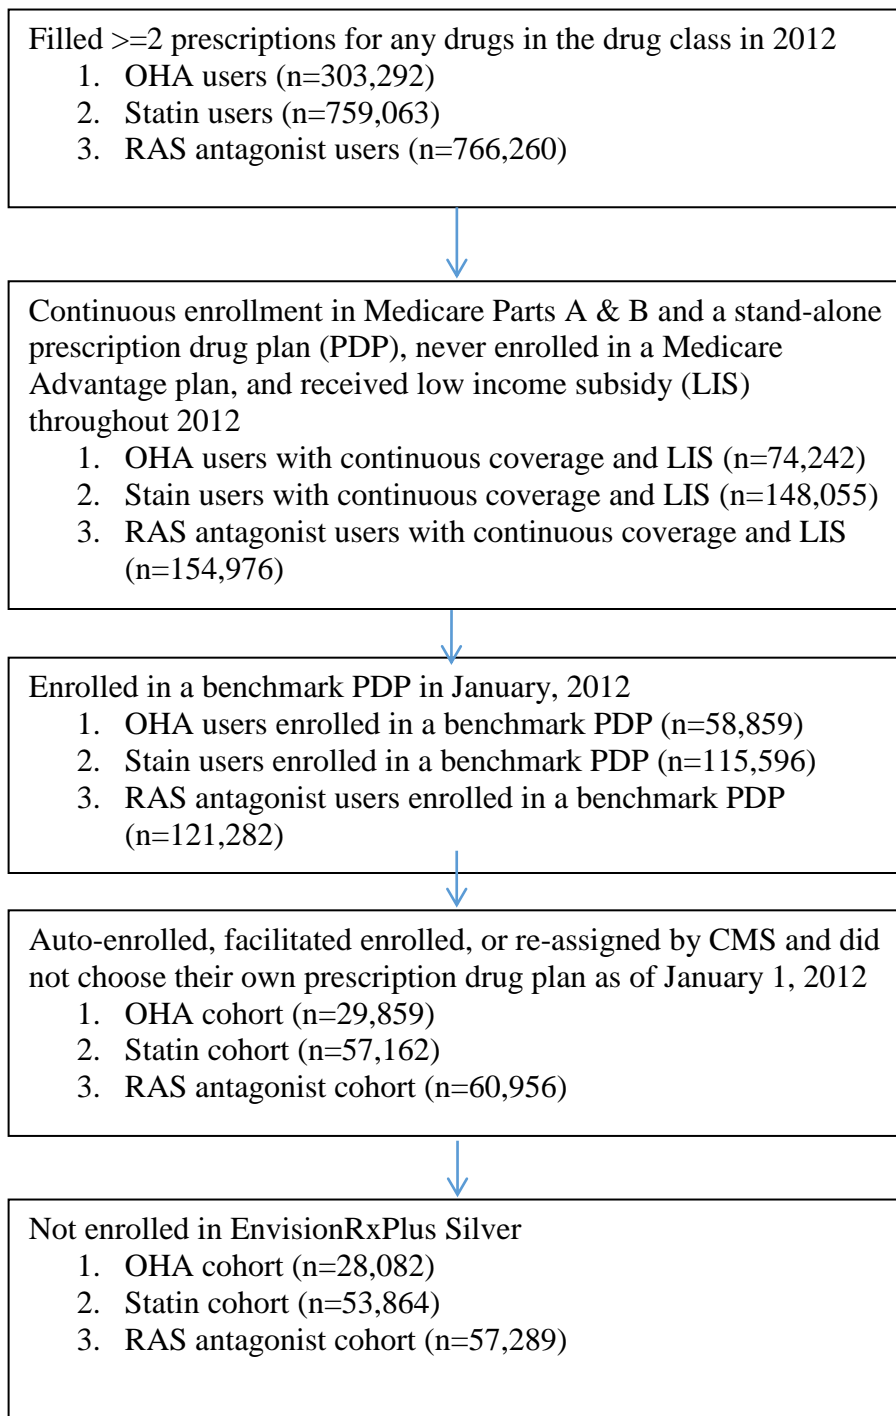 Filled >=2 prescriptions for any drugs in the drug class in 2012
1. OHA users (n=303,292)
2. Statin users (n=759,063)
3. RAS antagonist users (n=766,260)
Continuous enrollment in Medicare Parts A & B and a stand-alone
prescription drug plan (PDP), never enrolled in a Medicare
Advantage plan, and received low income subsidy (LIS)
throughout 2012
1. OHA users with continuous coverage and LIS (n=74,242)
2. Stain users with continuous coverage and LIS (n=148,055)
3. RAS antagonist users with continuous coverage and LIS
(n=154,976)
Enrolled in a benchmark PDP in January, 2012
1. OHA users enrolled in a benchmark PDP (n=58,859)
2. Stain users enrolled in a benchmark PDP (n=115,596)
3. RAS antagonist users enrolled in a benchmark PDP
(n=121,282)
Auto-enrolled, facilitated enrolled, or re-assigned by CMS and did
not choose their own prescription drug plan as of January 1, 2012
1. OHA cohort (n=29,859)
2. Statin cohort (n=57,162)
3. RAS antagonist cohort (n=60,956)
Not enrolled in EnvisionRxPlus Silver
1. OHA cohort (n=28,082)
2. Statin cohort (n=53,864)
3. RAS antagonist cohort (n=57,289)